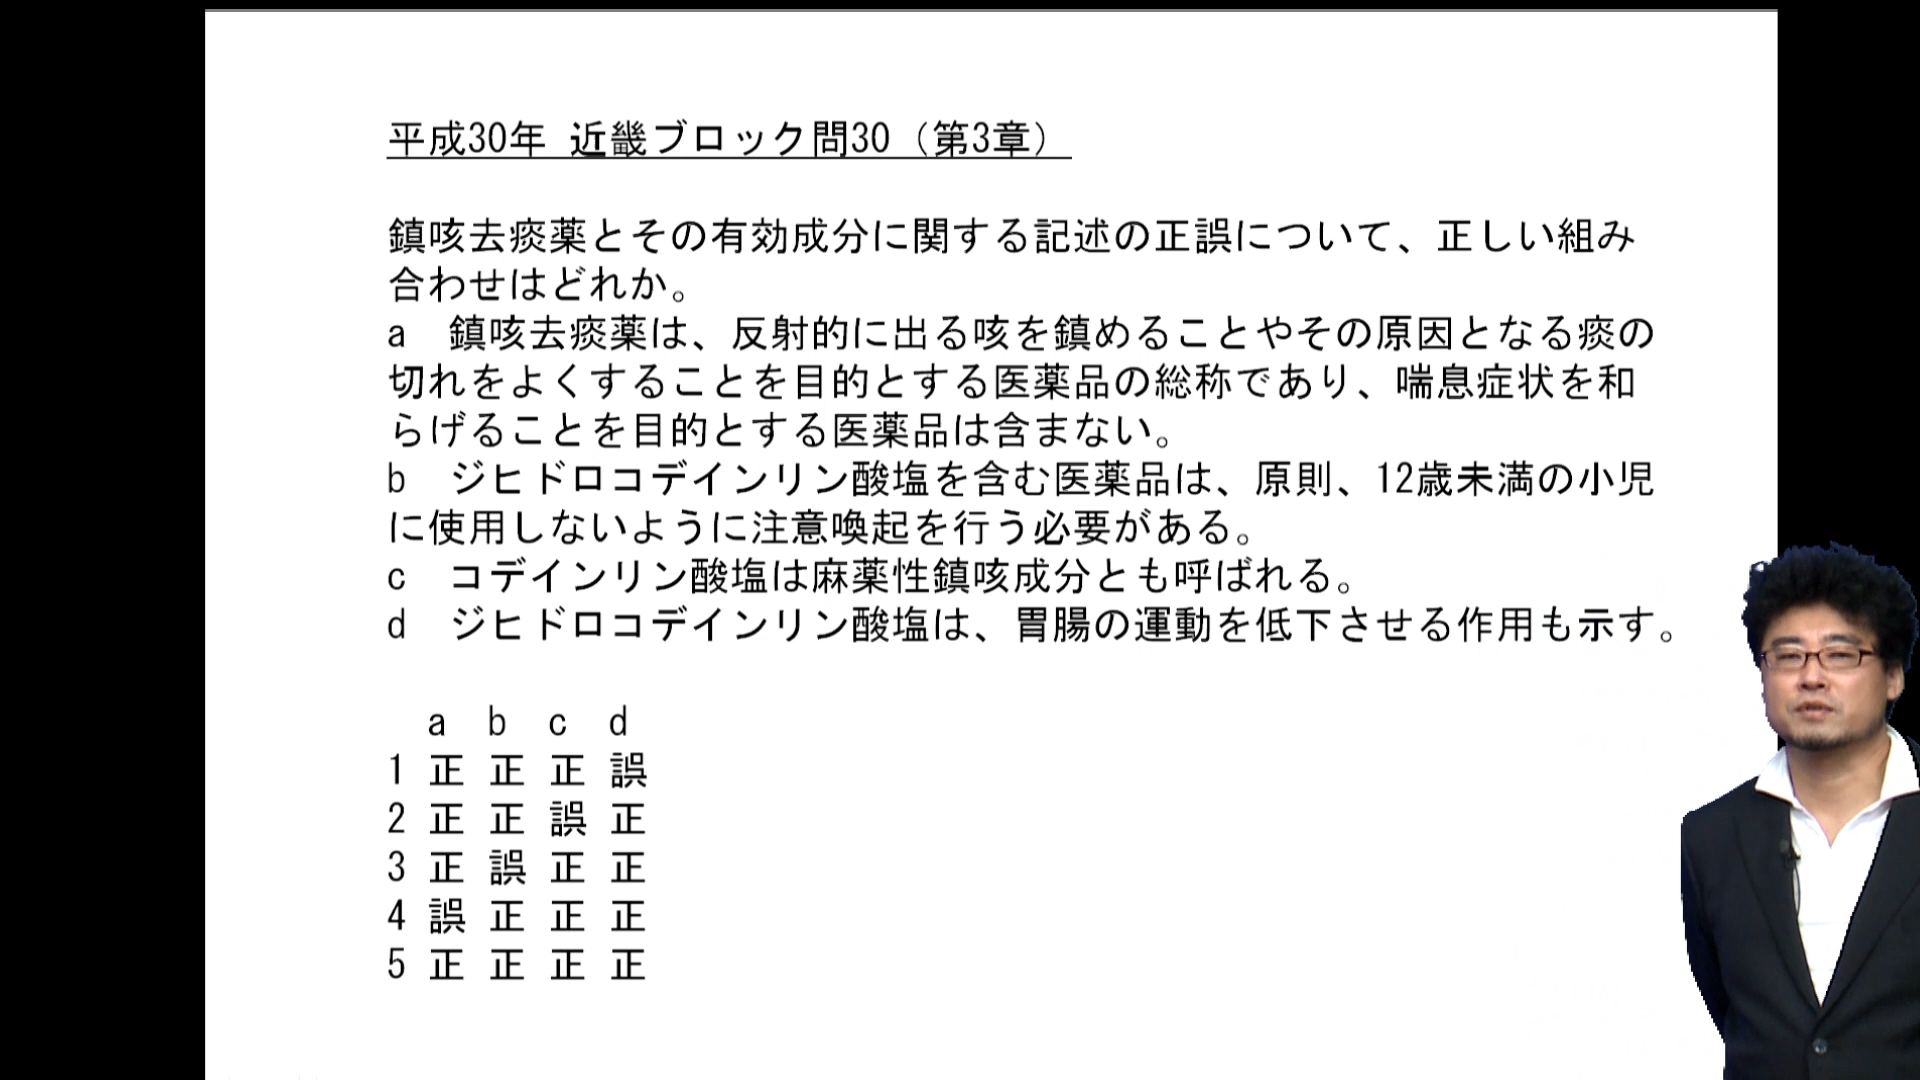 平成30年 近畿ブロック問30（第3章）
鎮咳去痰薬とその有効成分に関する記述の正誤について、正しい組み
合わせはどれか。
a　鎮咳去痰薬は、反射的に出る咳を鎮めることやその原因となる痰の
切れをよくすることを目的とする医薬品の総称であり、喘息症状を和
らげることを目的とする医薬品は含まない。
b　ジヒドロコデインリン酸塩を含む医薬品は、原則、12歳未満の小児
に使用しないように注意喚起を行う必要がある。
c　コデインリン酸塩は麻薬性鎮咳成分とも呼ばれる。
d　ジヒドロコデインリン酸塩は、胃腸の運動を低下させる作用も示す。
a b c d
1 正 正 正 誤
2 正 正 誤 正
3 正 誤 正 正
4 誤 正 正 正
5 正 正 正 正